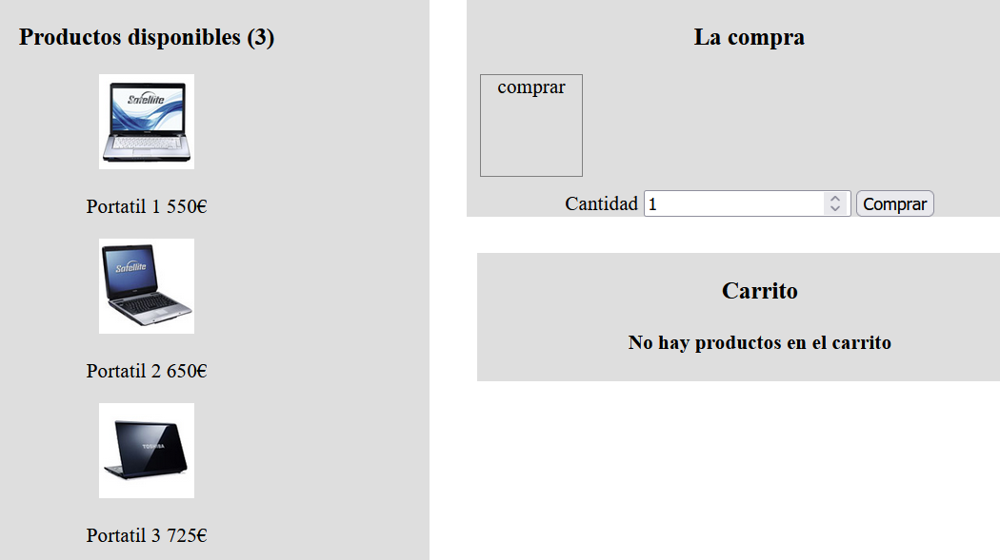 Productos disponibles (3)
Satellite
Portatil 1 550€
Satellite
Portatil 2 650€
TOSHIBA
Portatil 3 725€
La compra
comprar
Cantidad 1 Comprar
Carrito
No hay productos en el carrito